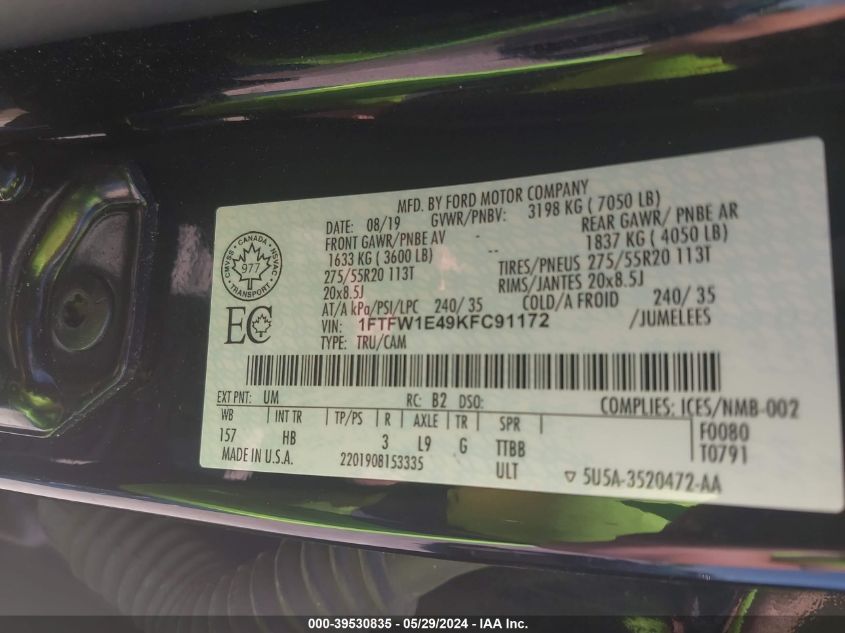 MFD. BY FORD MOTOR COMPANY
DATE: 08/19 GVWR/PNBV: 3198 KG ( 7050 LB)
FRONT GAWR/PNBE AV - REAR GAWR/ PNBE AR
1633 KG ( 3600 LB) - 1837 KG ( 4050 LB)
275/55R20 113T TIRES/PNEUS 275/55R20 113T
20x8.5J RIMS/JANTES 20x8.5J
AT/A kPa/PSI/LPC 240/ 35 COLD/A FROID 240/ 35
VIN: 1FTFW1E49KFC91172 /JUMELEES
TYPE: TRU/CAM
CANADA
CMVSS NSVAC
977
TRANSPORT
EC
EXT PNT: UM RC: B2 DSO: COMPLIES: ICES/NMB-002
WB INT TR TP/PS R AXLE TR SPR F0080
157 HB 3 L9 G TTBB T0791
MADE IN U.S.A. 2201908153335 ULT ▽ 5U5A-3520472-AA
000-39530835 - 05/29/2024 - IAA Inc.